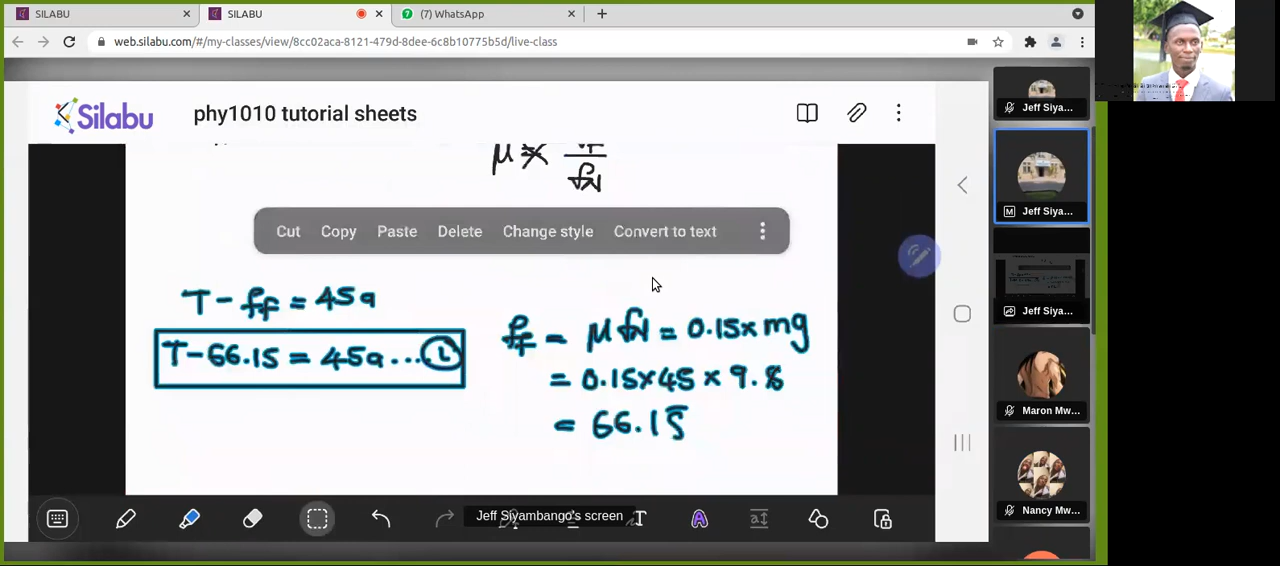 SILABU
SILABU
(7) WhatsApp
web.silabu.com/#/my-classes/view/8cc02aca-8121-479d-8dee-6c8b10775b5d/live-class
Silabu
phy1010 tutorial sheets
Cut Copy Paste Delete Change style Convert to text
T - ff = 45a
T - 66.15 = 45a ... ①
ff = μ fN = 0.15 x mg
= 0.15 x 45 x 9.8
= 66.15
Jeff Siyambango's screen
Jeff Siya...
Jeff Siya...
Jeff Siya...
Maron Mw...
Nancy Mw...